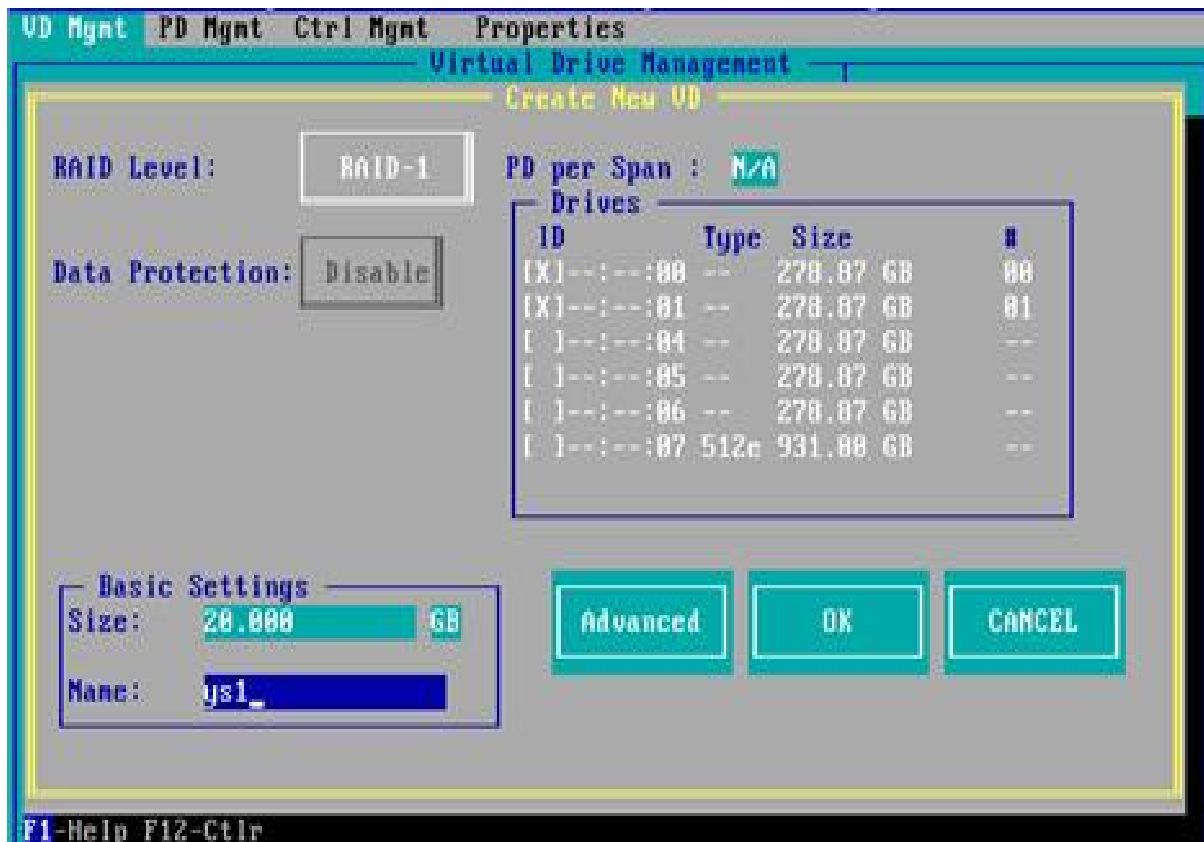 VD Mgmt PD Mgmt Ctrl Mgmt Properties
Virtual Drive Management
Create New VD
RAID Level: RAID-1 PD per Span : N/A
Drives
ID Type Size #
Data Protection: Disable
[X]--:--:00 -- 278.87 GB 00
[X]--:--:01 -- 278.87 GB 01
[ ]--:--:04 -- 278.87 GB --
[ ]--:--:05 -- 278.87 GB --
[ ]--:--:06 -- 278.87 GB --
[ ]--:--:07 512e 931.00 GB --
Basic Settings
Size: 20.000 GB
Name: ys1_
Advanced OK CANCEL
F1-Help F12-Ctlr